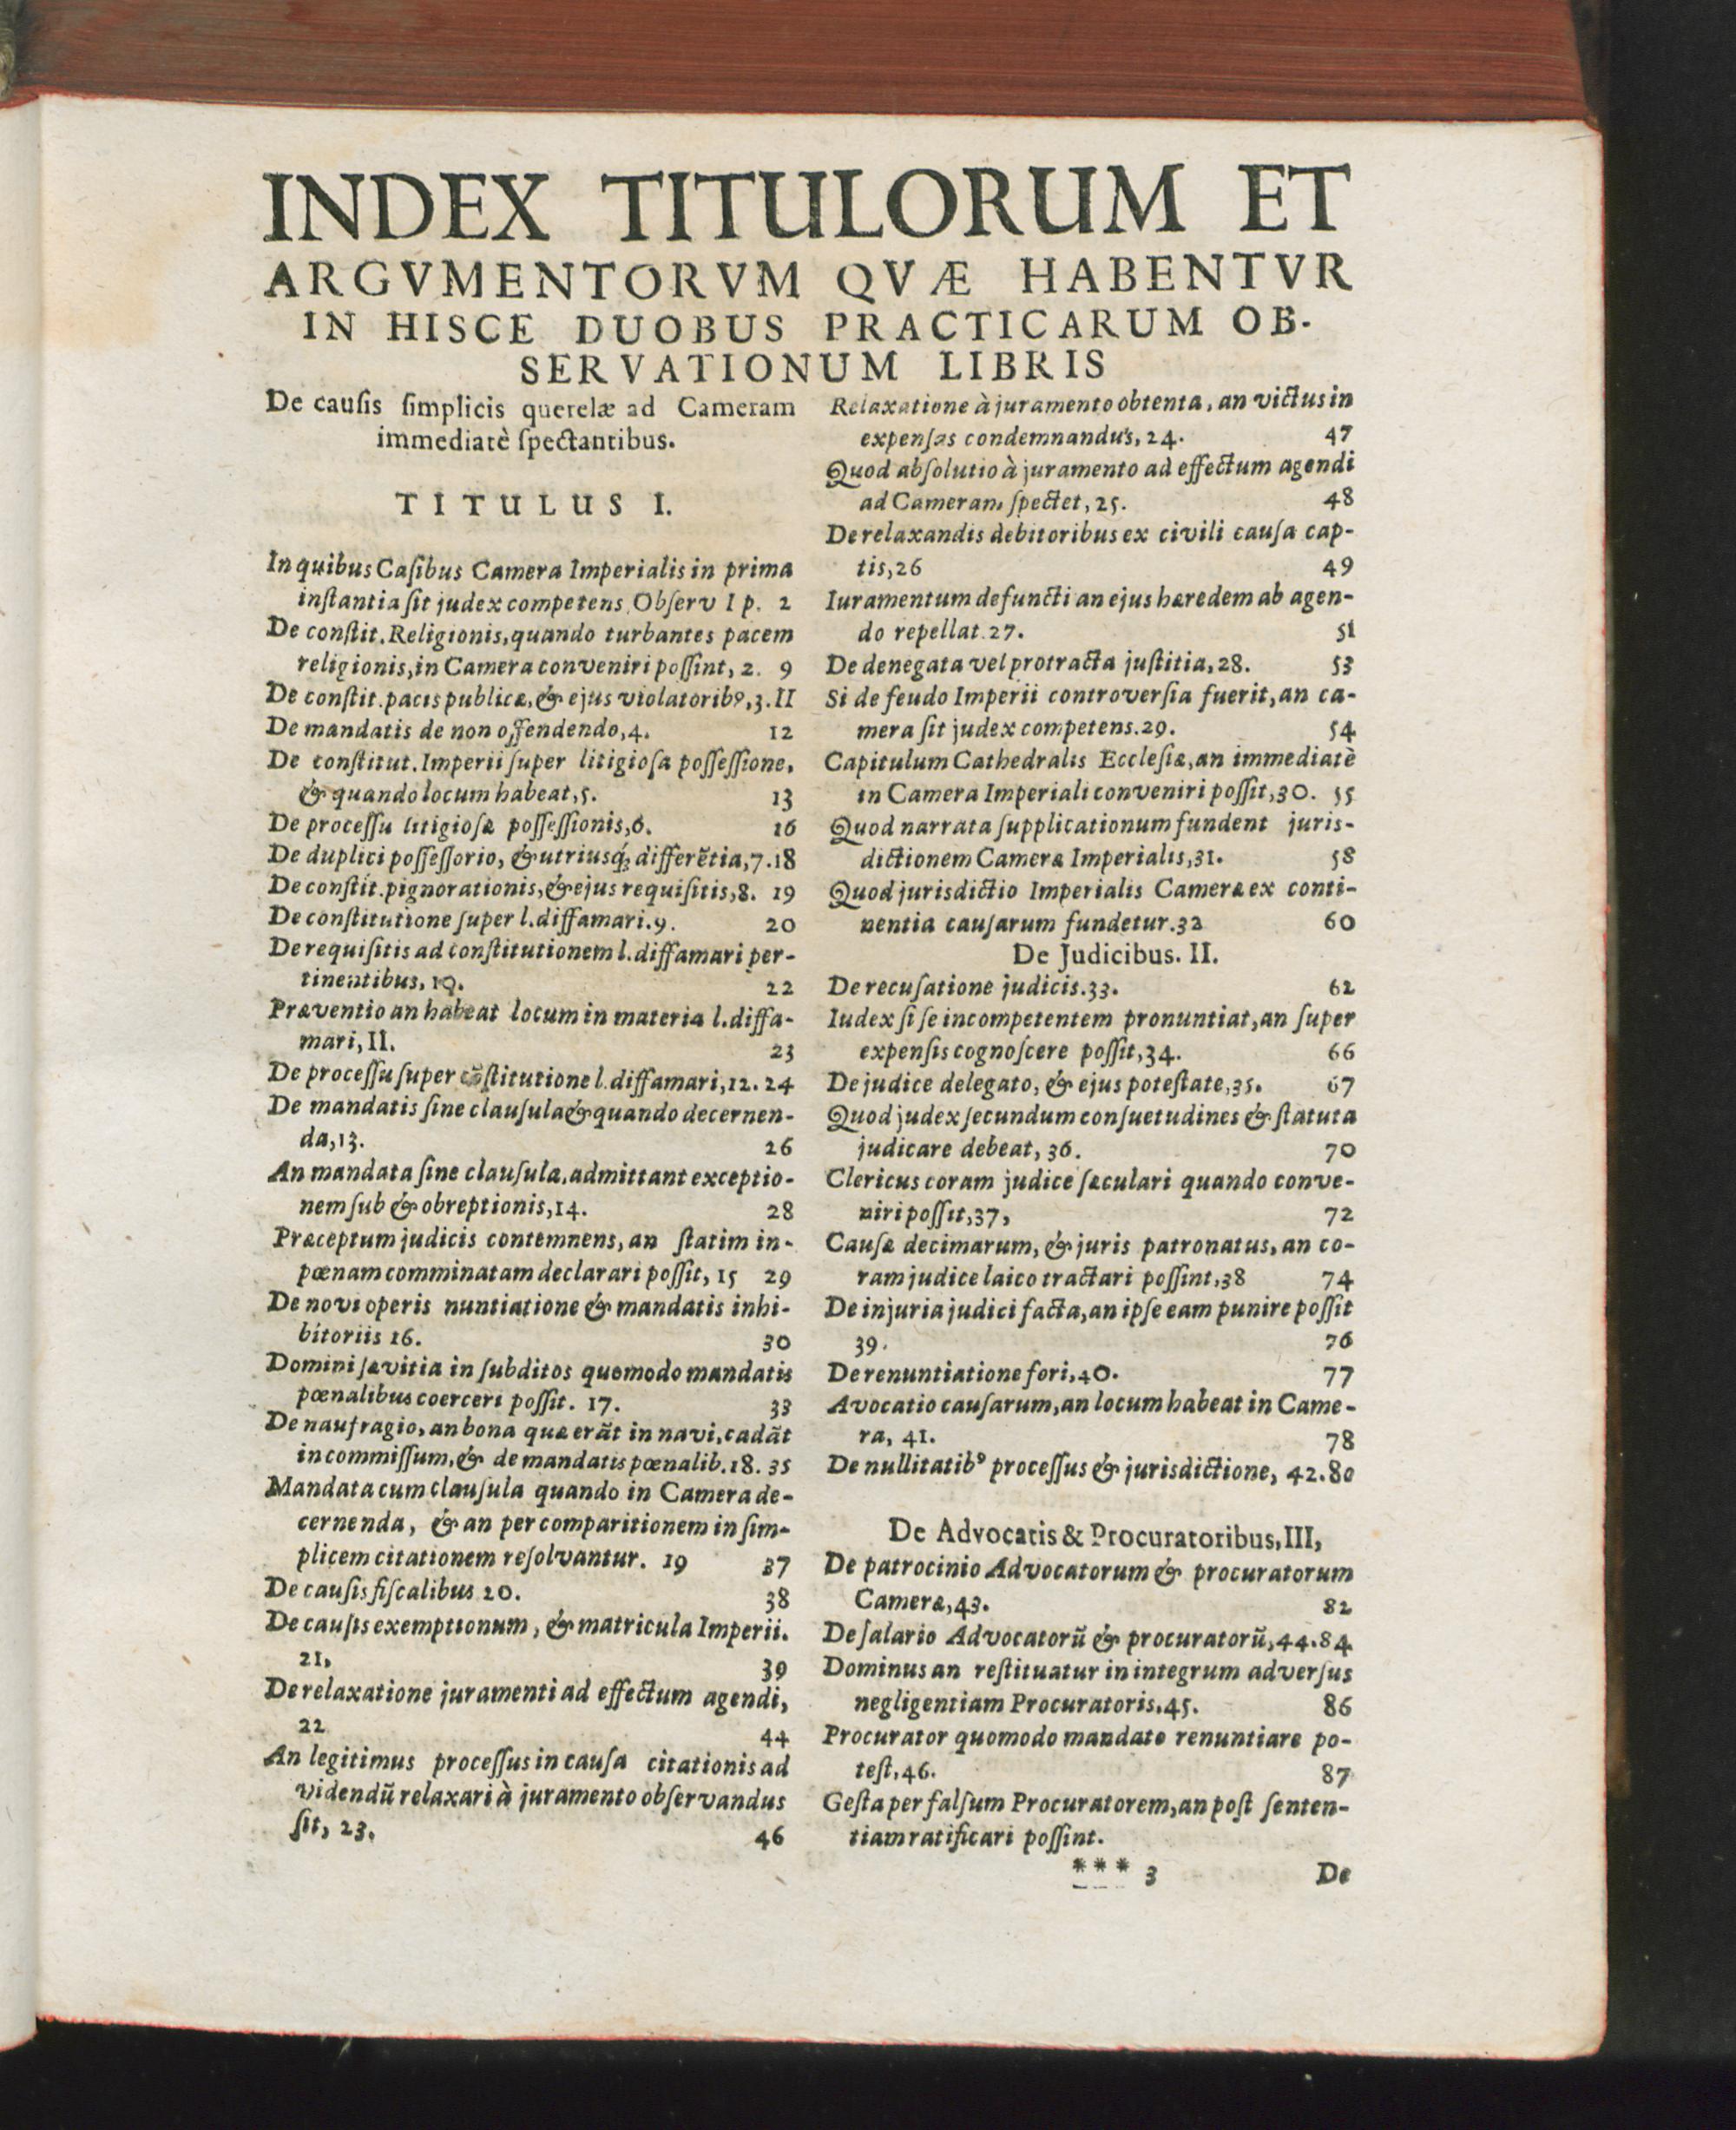 INDEX TITULORUM ET
ARGVMENTORVM QVÆ HABENTVR
IN HISCE DUOBUS PRACTICARUM OB-
SERVATIONUM LIBRIS
De cauſis ſimplicis querelæ ad Cameram
immediatè ſpectantibus.
TITULUS I.
In quibus Caſibus Camera Imperialis in prima
inſtantia ſit judex competens Obſerv I p. 2
De conſtit. Religionis, quando turbantes pacem
religionis, in Camera conveniri poſſint, 2. 9
De conſtit. pacis publicæ, & ejus violatoribꝰ, 3. II
De mandatis de non offendendo, 4. 12
De conſtitut. Imperii ſuper litigioſa poſſeſſione,
& quando locum habeat, 5. 13
De proceſſu litigioſæ poſſeſſionis, 6. 16
De duplici poſſeſſorio, & utriusq́; differẽtia, 7. 18
De conſtit. pignorationis, & ejus requiſitis, 8. 19
De conſtitutione ſuper l. diffamari. 9. 20
De requiſitis ad conſtitutionem l. diffamari per-
tinentibus, 10. 22
Præventio an habeat locum in materia l. diffa-
mari, II. 23
De proceſſu ſuper cõſtitutione l. diffamari, 12. 24
De mandatis ſine clauſula & quando decernen-
da, 13. 26
An mandata ſine clauſula, admittant exceptio-
nem ſub & obreptionis, 14. 28
Præceptum judicis contemnens, an ſtatim in-
pœnam comminatam declarari poſſit, 15 29
De novi operis nuntiatione & mandatis inhi-
bitoriis 16. 30
Domini ſævitia in ſubditos quomodo mandatis
pœnalibus coerceri poſſit. 17. 33
De naufragio, an bona quæ erãt in navi, cadãt
in commiſſum, & de mandatis pœnalib. 18. 35
Mandata cum clauſula quando in Camera de-
cernenda, & an per comparitionem in ſim-
plicem citationem reſolvantur. 19 37
De cauſis fiſcalibus 20. 38
De cauſis exemptionum, & matricula Imperii.
21, 39
De relaxatione juramenti ad effectum agendi,
22 44
An legitimus proceſſus in cauſa citationis ad
videndũ relaxari à juramento obſervandus
ſit, 23. 46
Relaxatione à juramento obtenta, an victus in
expenſas condemnandus, 24. 47
Quod abſolutio à juramento ad effectum agendi
ad Cameram ſpectet, 25. 48
De relaxandis debitoribus ex civili cauſa cap-
tis, 26 49
Iuramentum defuncti an ejus hæredem ab agen-
do repellat. 27. 51
De denegata vel protracta juſtitia, 28. 53
Si de feudo Imperii controverſia fuerit, an ca-
mera ſit judex competens. 29. 54
Capitulum Cathedralis Eccleſiæ, an immediatè
in Camera Imperiali conveniri poſſit, 30. 55
Quod narrata ſupplicationum fundent juris-
dictionem Cameræ Imperialis, 31. 58
Quod jurisdictio Imperialis Cameræ ex conti-
nentia cauſarum fundetur. 32 60
De Judicibus. II.
De recuſatione judicis. 33. 62
Iudex ſi ſe incompetentem pronuntiat, an ſuper
expenſis cognoſcere poſſit, 34. 66
De judice delegato, & ejus poteſtate, 35. 67
Quod judex ſecundum conſuetudines & ſtatuta
judicare debeat, 36. 70
Clericus coram judice ſæculari quando conve-
niri poſſit, 37, 72
Cauſæ decimarum, & juris patronatus, an co-
ram judice laico tractari poſſint, 38 74
De injuria judici facta, an ipſe eam punire poſſit
39. 76
De renuntiatione fori, 40. 77
Avocatio cauſarum, an locum habeat in Came-
ra, 41. 78
De nullitatibꝰ proceſſus & jurisdictione, 42. 80
De Advocatis & Procuratoribus, III,
De patrocinio Advocatorum & procuratorum
Cameræ, 43. 82
De ſalario Advocatorũ & procuratorũ, 44. 84
Dominus an reſtituatur in integrum adverſus
negligentiam Procuratoris, 45. 86
Procurator quomodo mandato renuntiare po-
teſt, 46. 87
Geſta per falſum Procuratorem, an poſt ſenten-
tiam ratificari poſſint.
*** 3 De